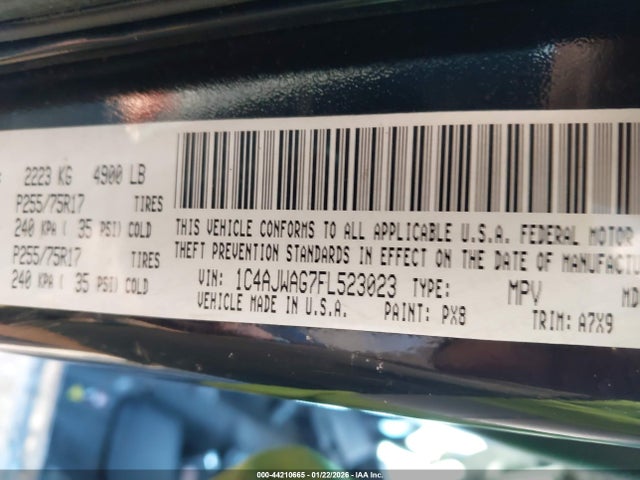 2223 KG 4900 LB
P255/75R17 TIRES
240 KPA ( 35 PSI) COLD
P255/75R17 TIRES
240 KPA ( 35 PSI) COLD
THIS VEHICLE CONFORMS TO ALL APPLICABLE U.S.A. FEDERAL MOTOR
THEFT PREVENTION STANDARDS IN EFFECT ON THE DATE OF MANUFACTU
VIN: 1C4AJWAG7FL523023 TYPE: MPV MD
VEHICLE MADE IN U.S.A. PAINT: PX8 TRIM: A7X9
000-44210665 - 01/22/2026 - IAA Inc.